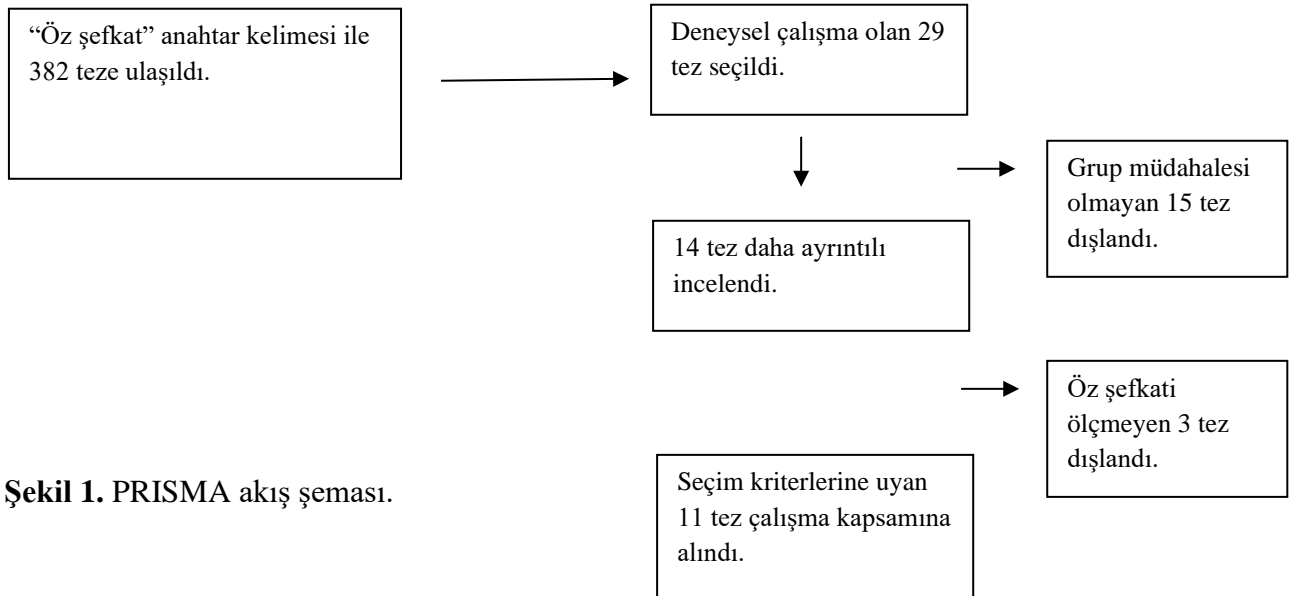 “Öz şefkat” anahtar kelimesi ile
382 teze ulaşıldı.
Deneysel çalışma olan 29
tez seçildi.
Grup müdahalesi
olmayan 15 tez
dışlandı.
14 tez daha ayrıntılı
incelendi.
Öz şefkati
ölçmeyen 3 tez
dışlandı.
Seçim kriterlerine uyan
11 tez çalışma kapsamına
alındı.
Şekil 1. PRISMA akış şeması.